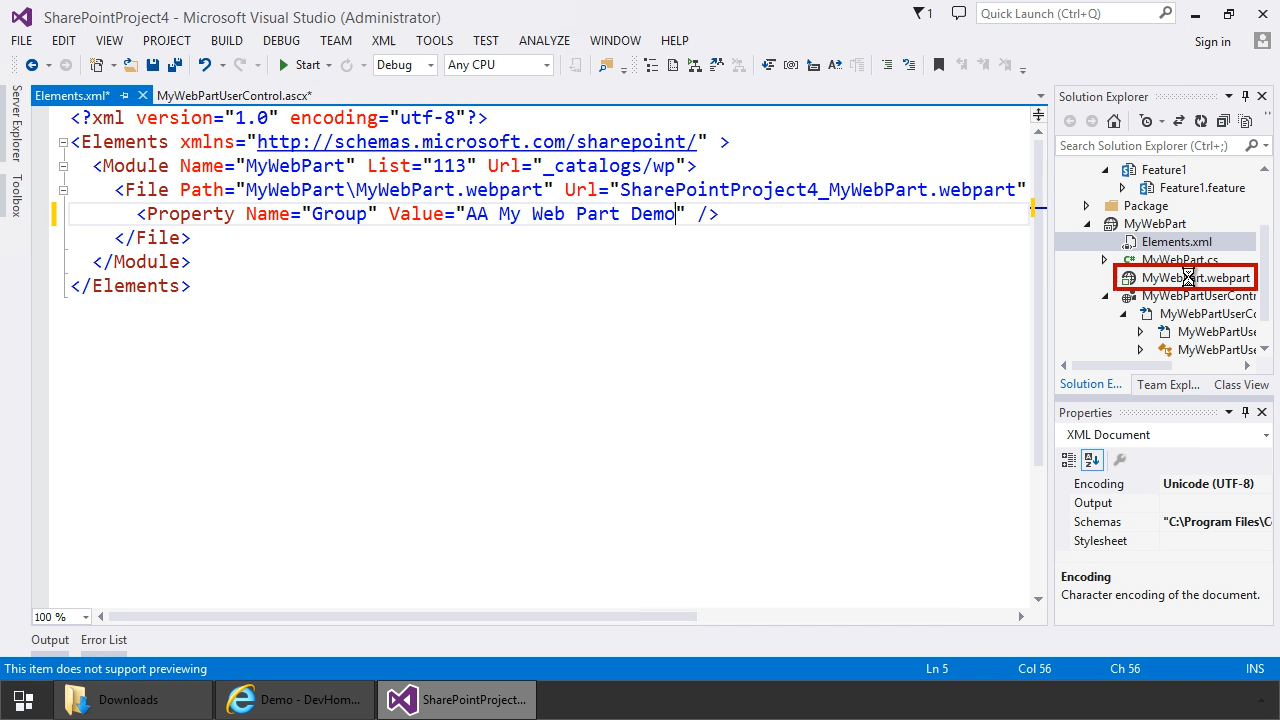 SharePointProject4 - Microsoft Visual Studio (Administrator)
1
Quick Launch (Ctrl+Q)
FILE EDIT VIEW PROJECT BUILD DEBUG TEAM XML TOOLS TEST ANALYZE WINDOW HELP
Sign in
Start Debug Any CPU
Server Explorer
Toolbox
Elements.xml* MyWebPartUserControl.ascx*
<?xml version="1.0" encoding="utf-8"?>
<Elements xmlns="http://schemas.microsoft.com/sharepoint/" >
<Module Name="MyWebPart" List="113" Url="_catalogs/wp">
<File Path="MyWebPart\MyWebPart.webpart" Url="SharePointProject4_MyWebPart.webpart"
<Property Name="Group" Value="AA My Web Part Demo" />
</File>
</Module>
</Elements>
100 %
Output Error List
Solution Explorer
Search Solution Explorer (Ctrl+;)
Feature1
Feature1.feature
Package
MyWebPart
Elements.xml
MyWebPart.cs
MyWebPart.webpart
MyWebPartUserContr
MyWebPartUserCo
MyWebPartUse
MyWebPartUse
Solution E... Team Expl... Class View
Properties
XML Document
Encoding Unicode (UTF-8)
Output
Schemas "C:\Program Files\C
Stylesheet
Encoding
Character encoding of the document.
This item does not support previewing Ln 5 Col 56 Ch 56 INS
Downloads Demo - DevHom... SharePointProject...